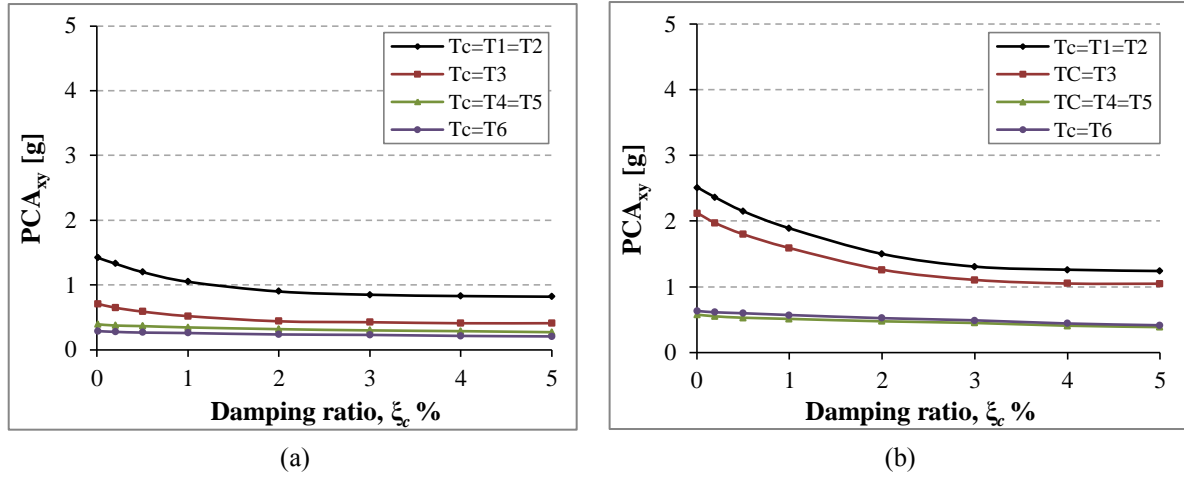 5
4
3
2
1
0
PCAxy [g]
Tc=T1=T2
Tc=T3
Tc=T4=T5
Tc=T6
0 1 2 3 4 5
Damping ratio, ξc %
(a)
5
4
3
2
1
0
PCAxy [g]
Tc=T1=T2
TC=T3
TC=T4=T5
Tc=T6
0 1 2 3 4 5
Damping ratio, ξc %
(b)